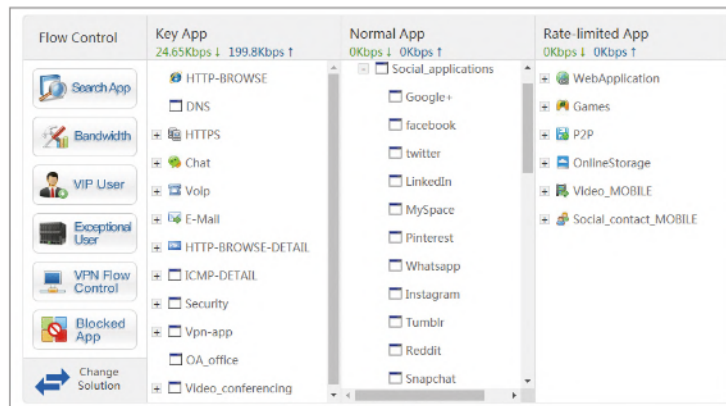 Flow Control
Search App
Bandwidth
VIP User
Exceptional
User
VPN Flow
Control
Blocked
App
Change
Solution
Key App
24.65Kbps↓ 199.8Kbps↑
HTTP-BROWSE
DNS
HTTPS
Chat
Voip
E-Mail
HTTP-BROWSE-DETAIL
ICMP-DETAIL
Security
Vpn-app
OA_office
Video_conferencing
Normal App
0Kbps↓ 0Kbps↑
Social_applications
Google+
facebook
twitter
LinkedIn
MySpace
Pinterest
Whatsapp
Instagram
Tumblr
Reddit
Snapchat
Rate-limited App
0Kbps↓ 0Kbps↑
WebApplication
Games
P2P
OnlineStorage
Video_MOBILE
Social_contact_MOBILE